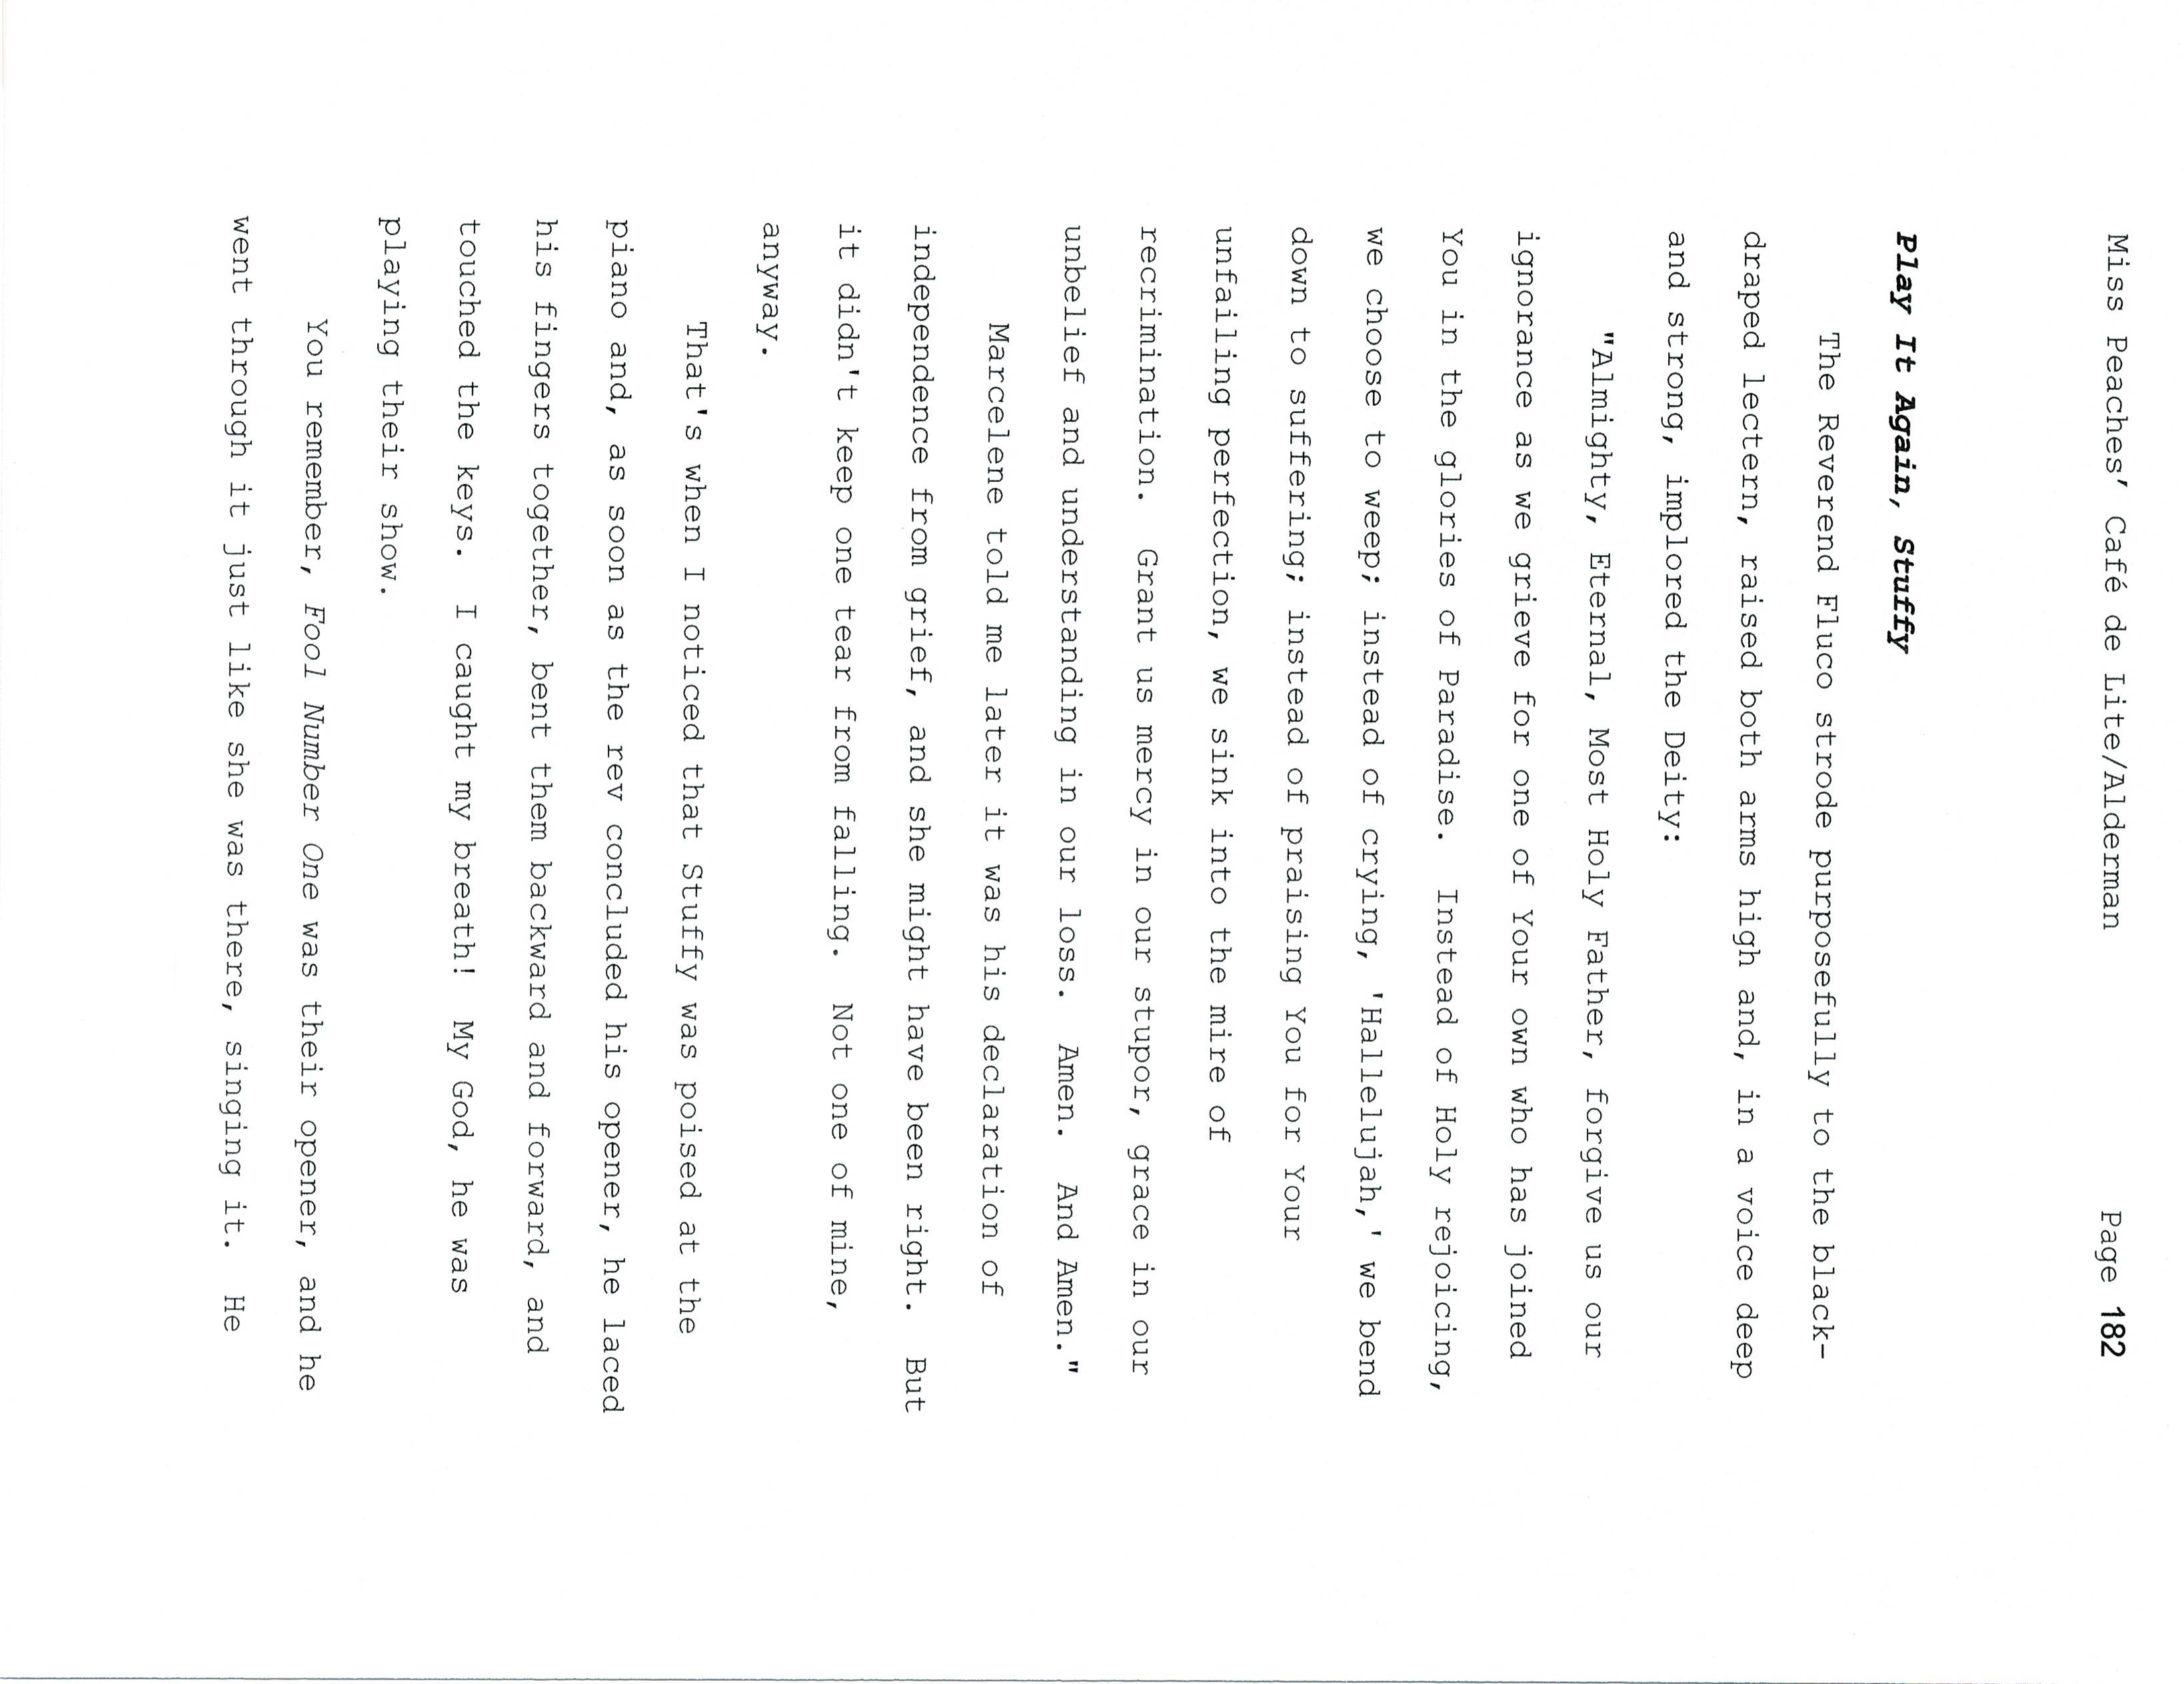 Miss Peaches' Café de Lite/Alderman Page 182
Play It Again, Stuffy
The Reverend Fluco strode purposefully to the black-
draped lectern, raised both arms high and, in a voice deep
and strong, implored the Deity:
"Almighty, Eternal, Most Holy Father, forgive us our
ignorance as we grieve for one of Your own who has joined
You in the glories of Paradise.  Instead of Holy rejoicing,
we choose to weep; instead of crying, 'Hallelujah,' we bend
down to suffering; instead of praising You for Your
unfailing perfection, we sink into the mire of
recrimination.  Grant us mercy in our stupor, grace in our
unbelief and understanding in our loss.  Amen.  And Amen."
Marcelene told me later it was his declaration of
independence from grief, and she might have been right.  But
it didn't keep one tear from falling.  Not one of mine,
anyway.
That's when I noticed that Stuffy was poised at the
piano and, as soon as the rev concluded his opener, he laced
his fingers together, bent them backward and forward, and
touched the keys.  I caught my breath!  My God, he was
playing their show.
You remember, Fool Number One was their opener, and he
went through it just like she was there, singing it.  He